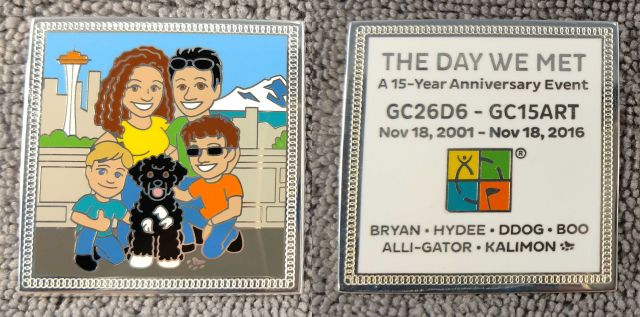 THE DAY WE MET
A 15-Year Anniversary Event
GC26D6 - GC15ART
Nov 18, 2001 - Nov 18, 2016
®
BRYAN • HYDEE • DDOG • BOO
ALLI-GATOR • KALIMON